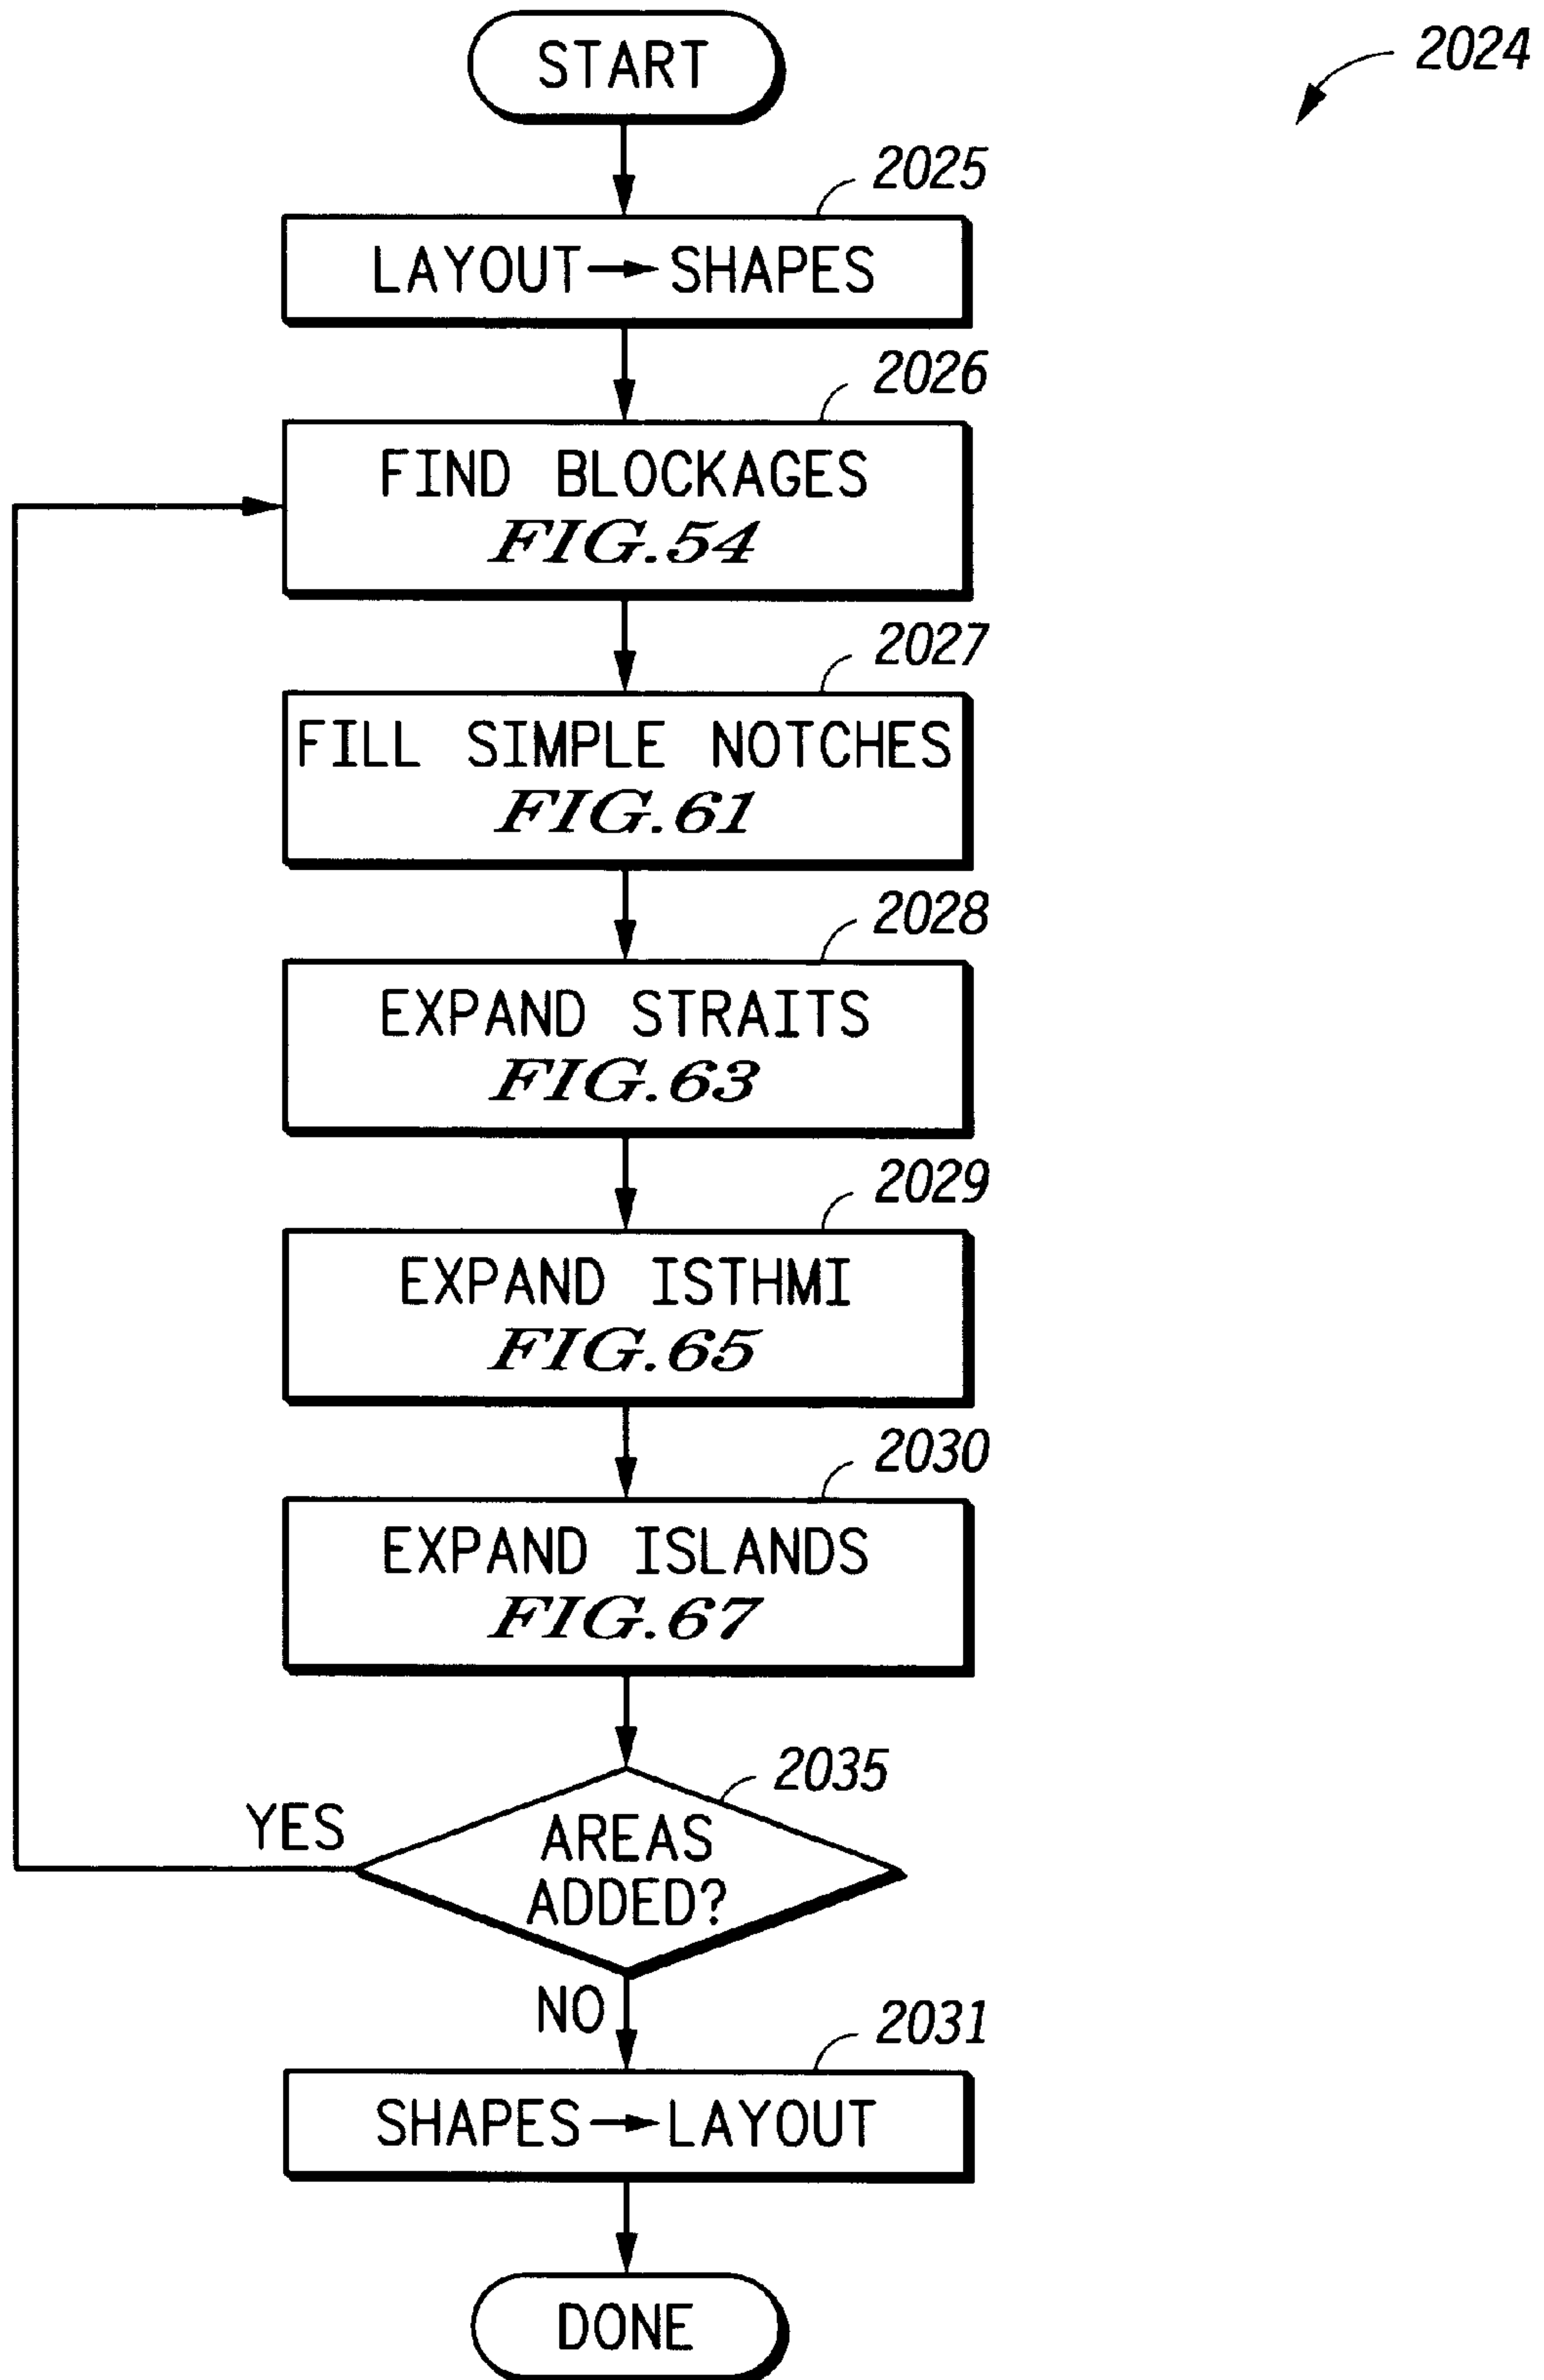 START
2024
2025
LAYOUT→SHAPES
2026
FIND BLOCKAGES
FIG.54
2027
FILL SIMPLE NOTCHES
FIG.61
2028
EXPAND STRAITS
FIG.63
2029
EXPAND ISTHMI
FIG.65
2030
EXPAND ISLANDS
FIG.67
2035
YES
AREAS
ADDED?
NO
2031
SHAPES→LAYOUT
DONE